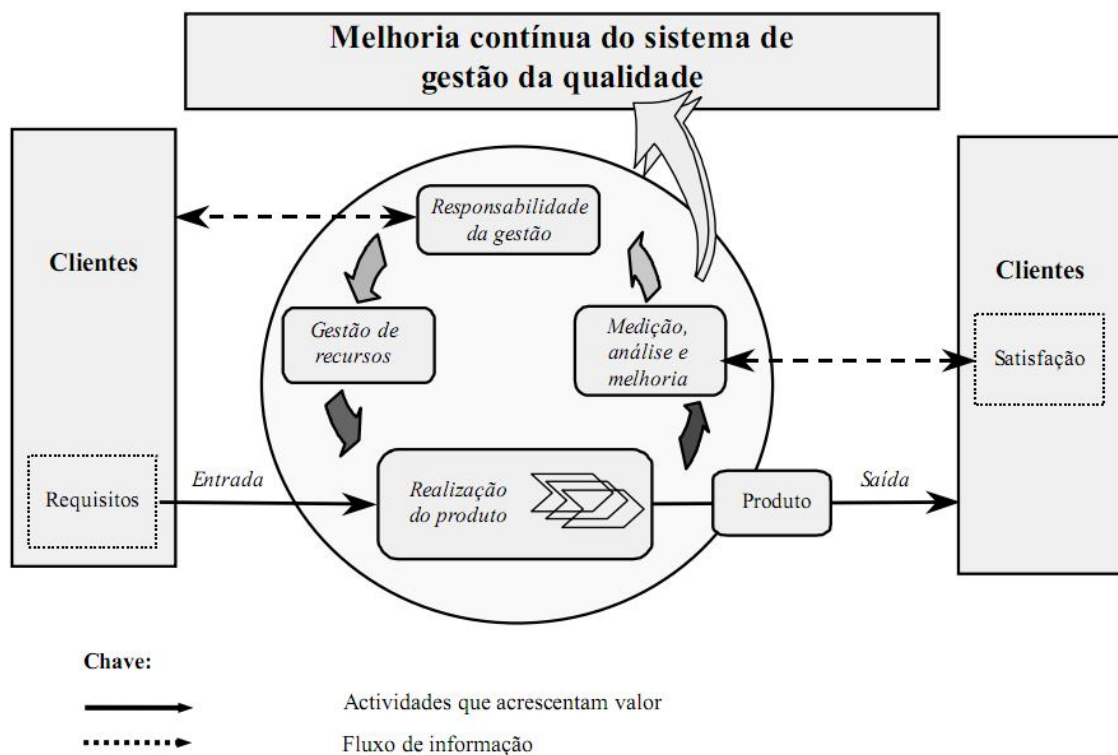 Melhoria contínua do sistema de
gestão da qualidade
Clientes
Responsabilidade
da gestão
Clientes
Gestão de
recursos
Medição,
análise e
melhoria
Satisfação
Requisitos
Entrada
Realização
do produto
Produto
Saída
Chave:
Actividades que acrescentam valor
Fluxo de informação